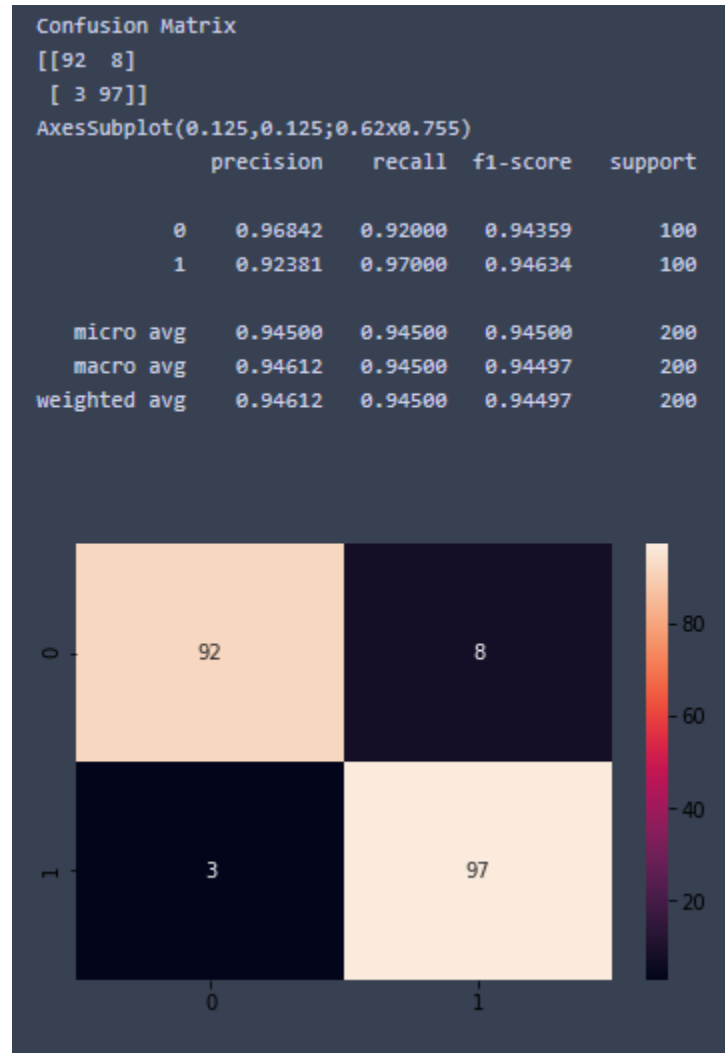 Confusion Matrix
[[92  8]
 [ 3 97]]
AxesSubplot(0.125,0.125;0.62x0.755)
precision recall f1-score support
0 0.96842 0.92000 0.94359 100
1 0.92381 0.97000 0.94634 100
micro avg 0.94500 0.94500 0.94500 200
macro avg 0.94612 0.94500 0.94497 200
weighted avg 0.94612 0.94500 0.94497 200
80
0 92 8
60
40
1 3 97
20
0 1